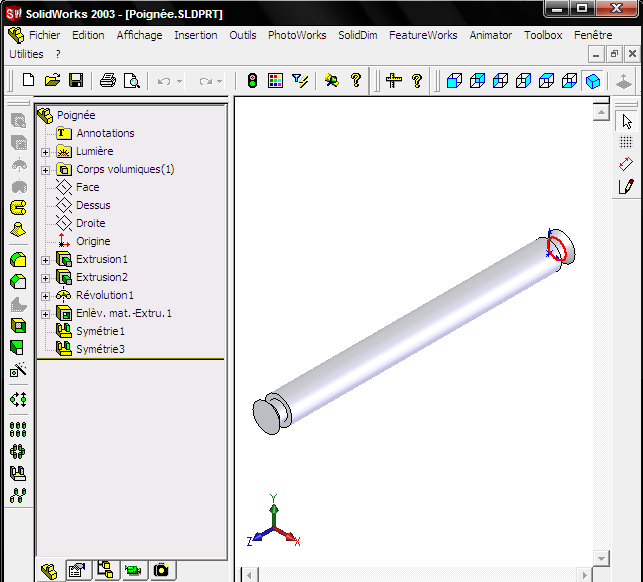 SolidWorks 2003 - [Poignée.SLDPRT]
Fichier Edition Affichage Insertion Outils PhotoWorks SolidDim FeatureWorks Animator Toolbox Fenêtre
Utilities ?
Poignée
Annotations
Lumière
Corps volumiques(1)
Face
Dessus
Droite
Origine
Extrusion1
Extrusion2
Révolution1
Enlèv. mat.-Extru.1
Symétrie1
Symétrie3
Y
Z
X